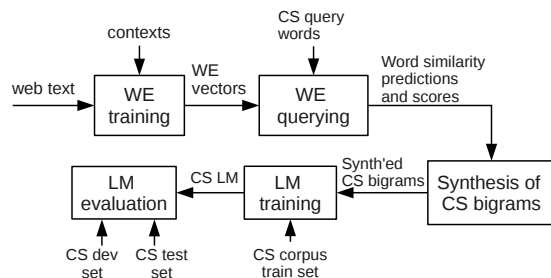 contexts
CS query
words
web text
WE
training
WE
vectors
WE
querying
Word similarity
predictions
and scores
LM
evaluation
CS LM
LM
training
Synth'ed
CS bigrams
Synthesis of
CS bigrams
CS dev
set
CS test
set
CS corpus
train set